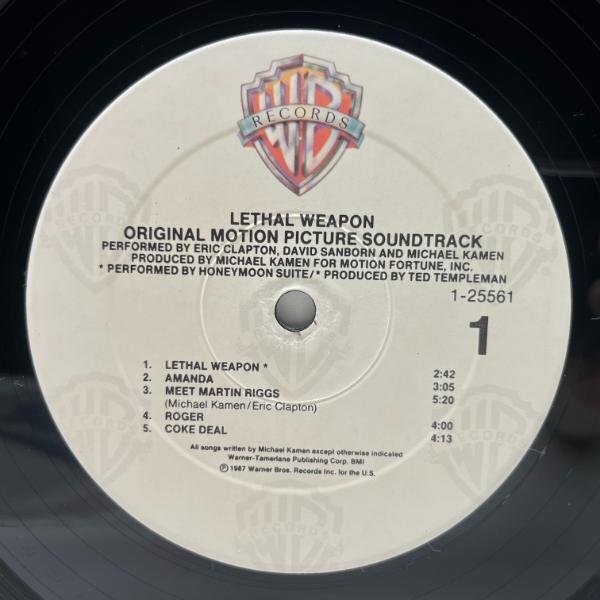 WB
RECORDS
LETHAL WEAPON
ORIGINAL MOTION PICTURE SOUNDTRACK
PERFORMED BY ERIC CLAPTON, DAVID SANBORN AND MICHAEL KAMEN
PRODUCED BY MICHAEL KAMEN FOR MOTION FORTUNE, INC.
* PERFORMED BY HONEYMOON SUITE/* PRODUCED BY TED TEMPLEMAN
1-25561
1
1. LETHAL WEAPON * 2:42
2. AMANDA 3:05
3. MEET MARTIN RIGGS 5:20
(Michael Kamen/Eric Clapton)
4. ROGER 4:00
5. COKE DEAL 4:13
All songs written by Michael Kamen except otherwise indicated
Warner-Tamerlane Publishing Corp. BMI
℗ 1987 Warner Bros. Records Inc. for the U.S.